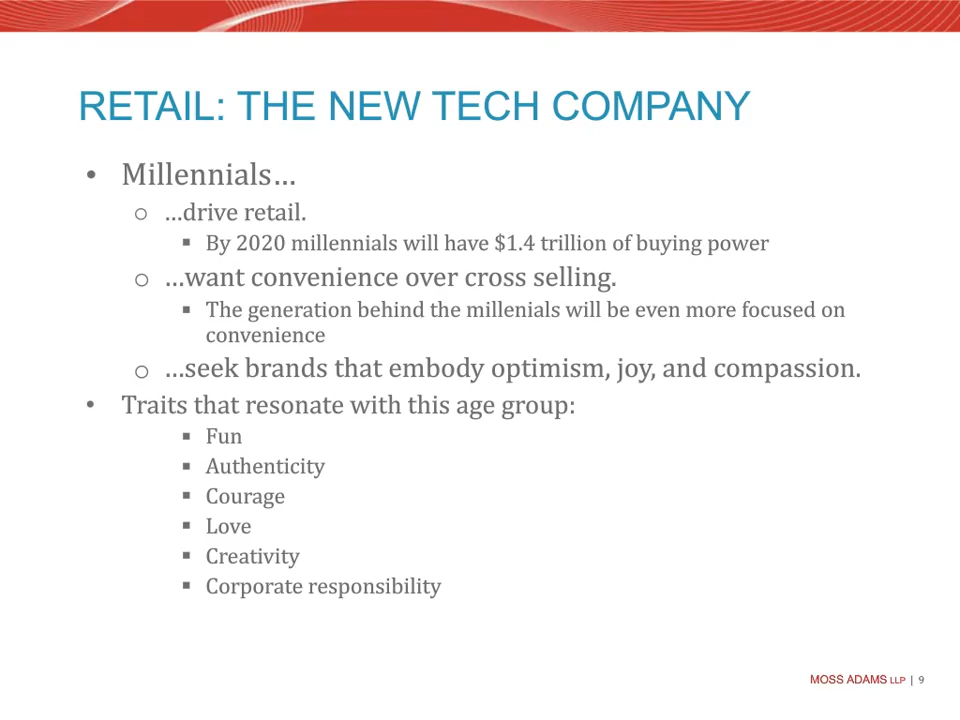 RETAIL: THE NEW TECH COMPANY
• Millennials…
o …drive retail.
▪ By 2020 millennials will have $1.4 trillion of buying power
o …want convenience over cross selling.
▪ The generation behind the millenials will be even more focused on
convenience
o …seek brands that embody optimism, joy, and compassion.
• Traits that resonate with this age group:
▪ Fun
▪ Authenticity
▪ Courage
▪ Love
▪ Creativity
▪ Corporate responsibility
MOSS ADAMS LLP | 9